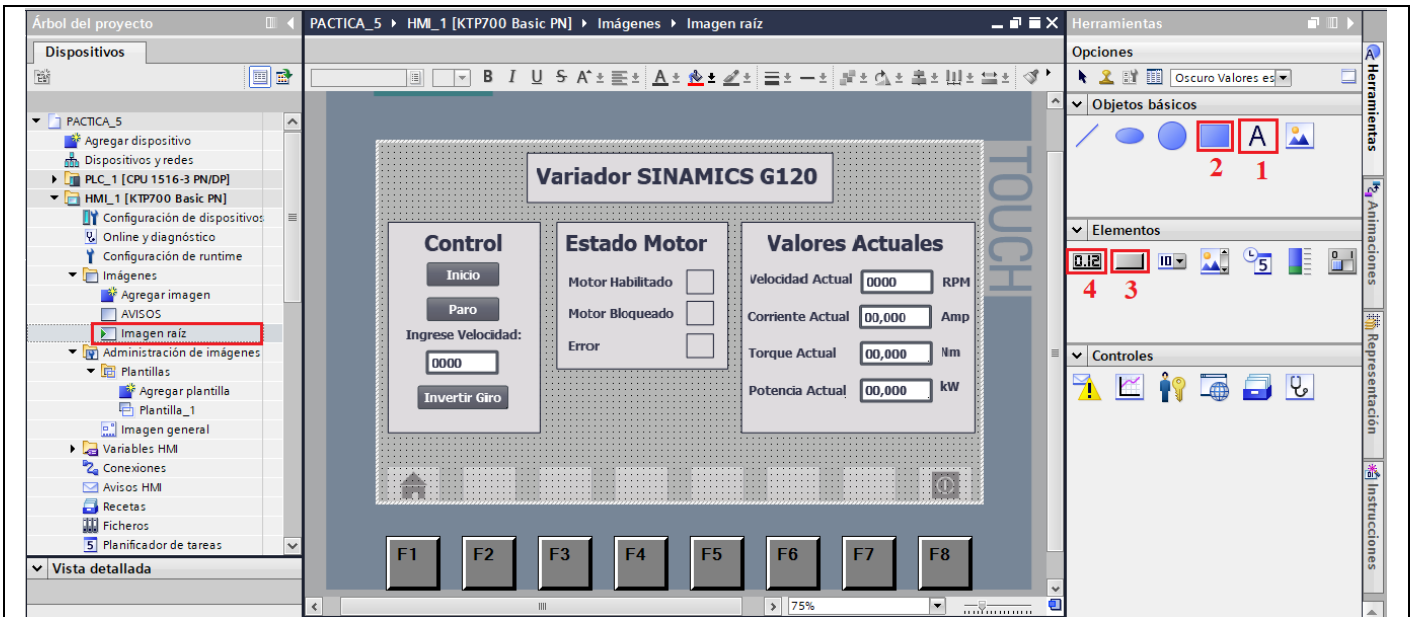 Árbol del proyecto
Dispositivos
PACTICA_5
Agregar dispositivo
Dispositivos y redes
PLC_1 [CPU 1516-3 PN/DP]
HMI_1 [KTP700 Basic PN]
Configuración de dispositivos
Online y diagnóstico
Configuración de runtime
Imágenes
Agregar imagen
AVISOS
Imagen raíz
Administración de imágenes
Plantillas
Agregar plantilla
Plantilla_1
Imagen general
Variables HMI
Conexiones
Avisos HMI
Recetas
Ficheros
Planificador de tareas
Vista detallada
PACTICA_5 HMI_1 [KTP700 Basic PN] Imágenes Imagen raíz
B I U S A A
TOUCH
Variador SINAMICS G120
Control
Inicio
Paro
Ingrese Velocidad:
0000
Invertir Giro
Estado Motor
Motor Habilitado
Motor Bloqueado
Error
Valores Actuales
Velocidad Actual 0000 RPM
Corriente Actual 00,000 Amp
Torque Actual 00,000 Nm
Potencia Actual 00,000 kW
F1 F2 F3 F4 F5 F6 F7 F8
75%
Herramientas
Opciones
Oscuro Valores es
Objetos básicos
A
2 1
Elementos
0.12 10 5
4 3
Controles
Herramientas
Animaciones
Representación
Instrucciones